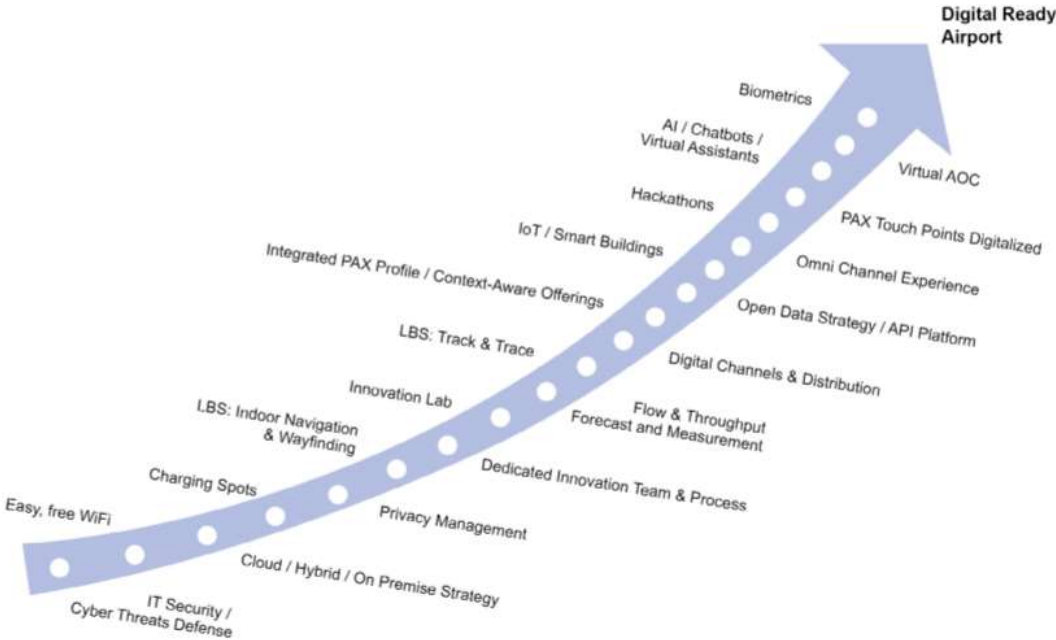 Digital Ready
Airport
Biometrics
AI / Chatbots /
Virtual Assistants
Virtual AOC
Hackathons
PAX Touch Points Digitalized
IoT / Smart Buildings
Omni Channel Experience
Integrated PAX Profile / Context-Aware Offerings
Open Data Strategy / API Platform
LBS: Track & Trace
Digital Channels & Distribution
Innovation Lab
Flow & Throughput
Forecast and Measurement
LBS: Indoor Navigation
& Wayfinding
Dedicated Innovation Team & Process
Charging Spots
Privacy Management
Easy, free WiFi
Cloud / Hybrid / On Premise Strategy
IT Security /
Cyber Threats Defense